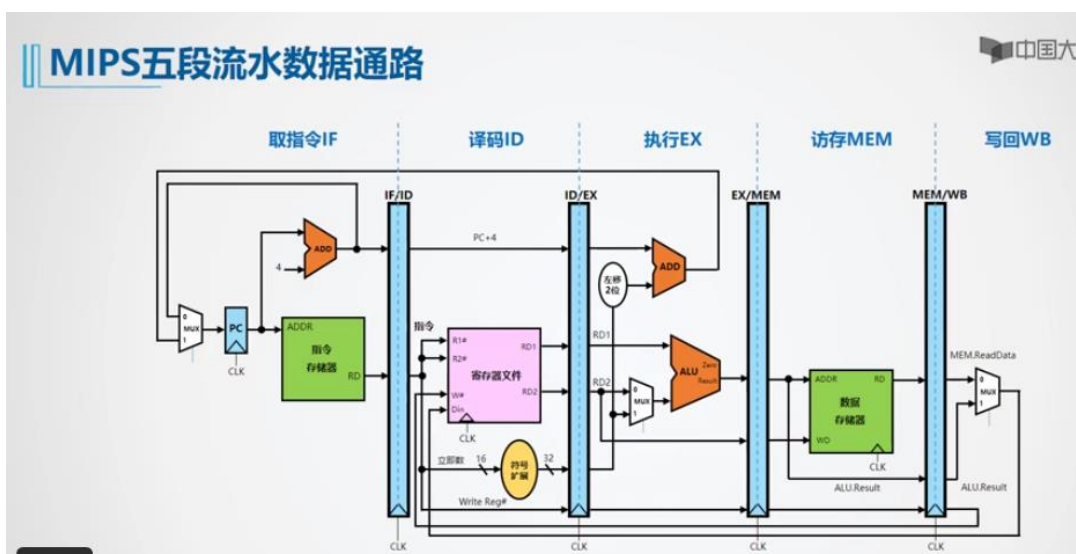 MIPS五段流水数据通路
中国大
取指令IF
译码ID
执行EX
访存MEM
写回WB
IF/ID
ID/EX
EX/MEM
MEM/WB
ADD
PC+4
4
左移
2位
ADD
0
MUX
1
PC
CLK
ADDR
指令
存储器
RD
指令
R1#
R2#
W#
Din
寄存器文件
RD1
RD2
CLK
RD1
RD2
0
MUX
1
ALU
Zero
Result
ADDR
RD
数据
存储器
WD
CLK
MEM.ReadData
0
MUX
1
立即数
16
符号
扩展
32
Write Reg#
ALU.Result
ALU.Result
CLK
CLK
CLK
CLK